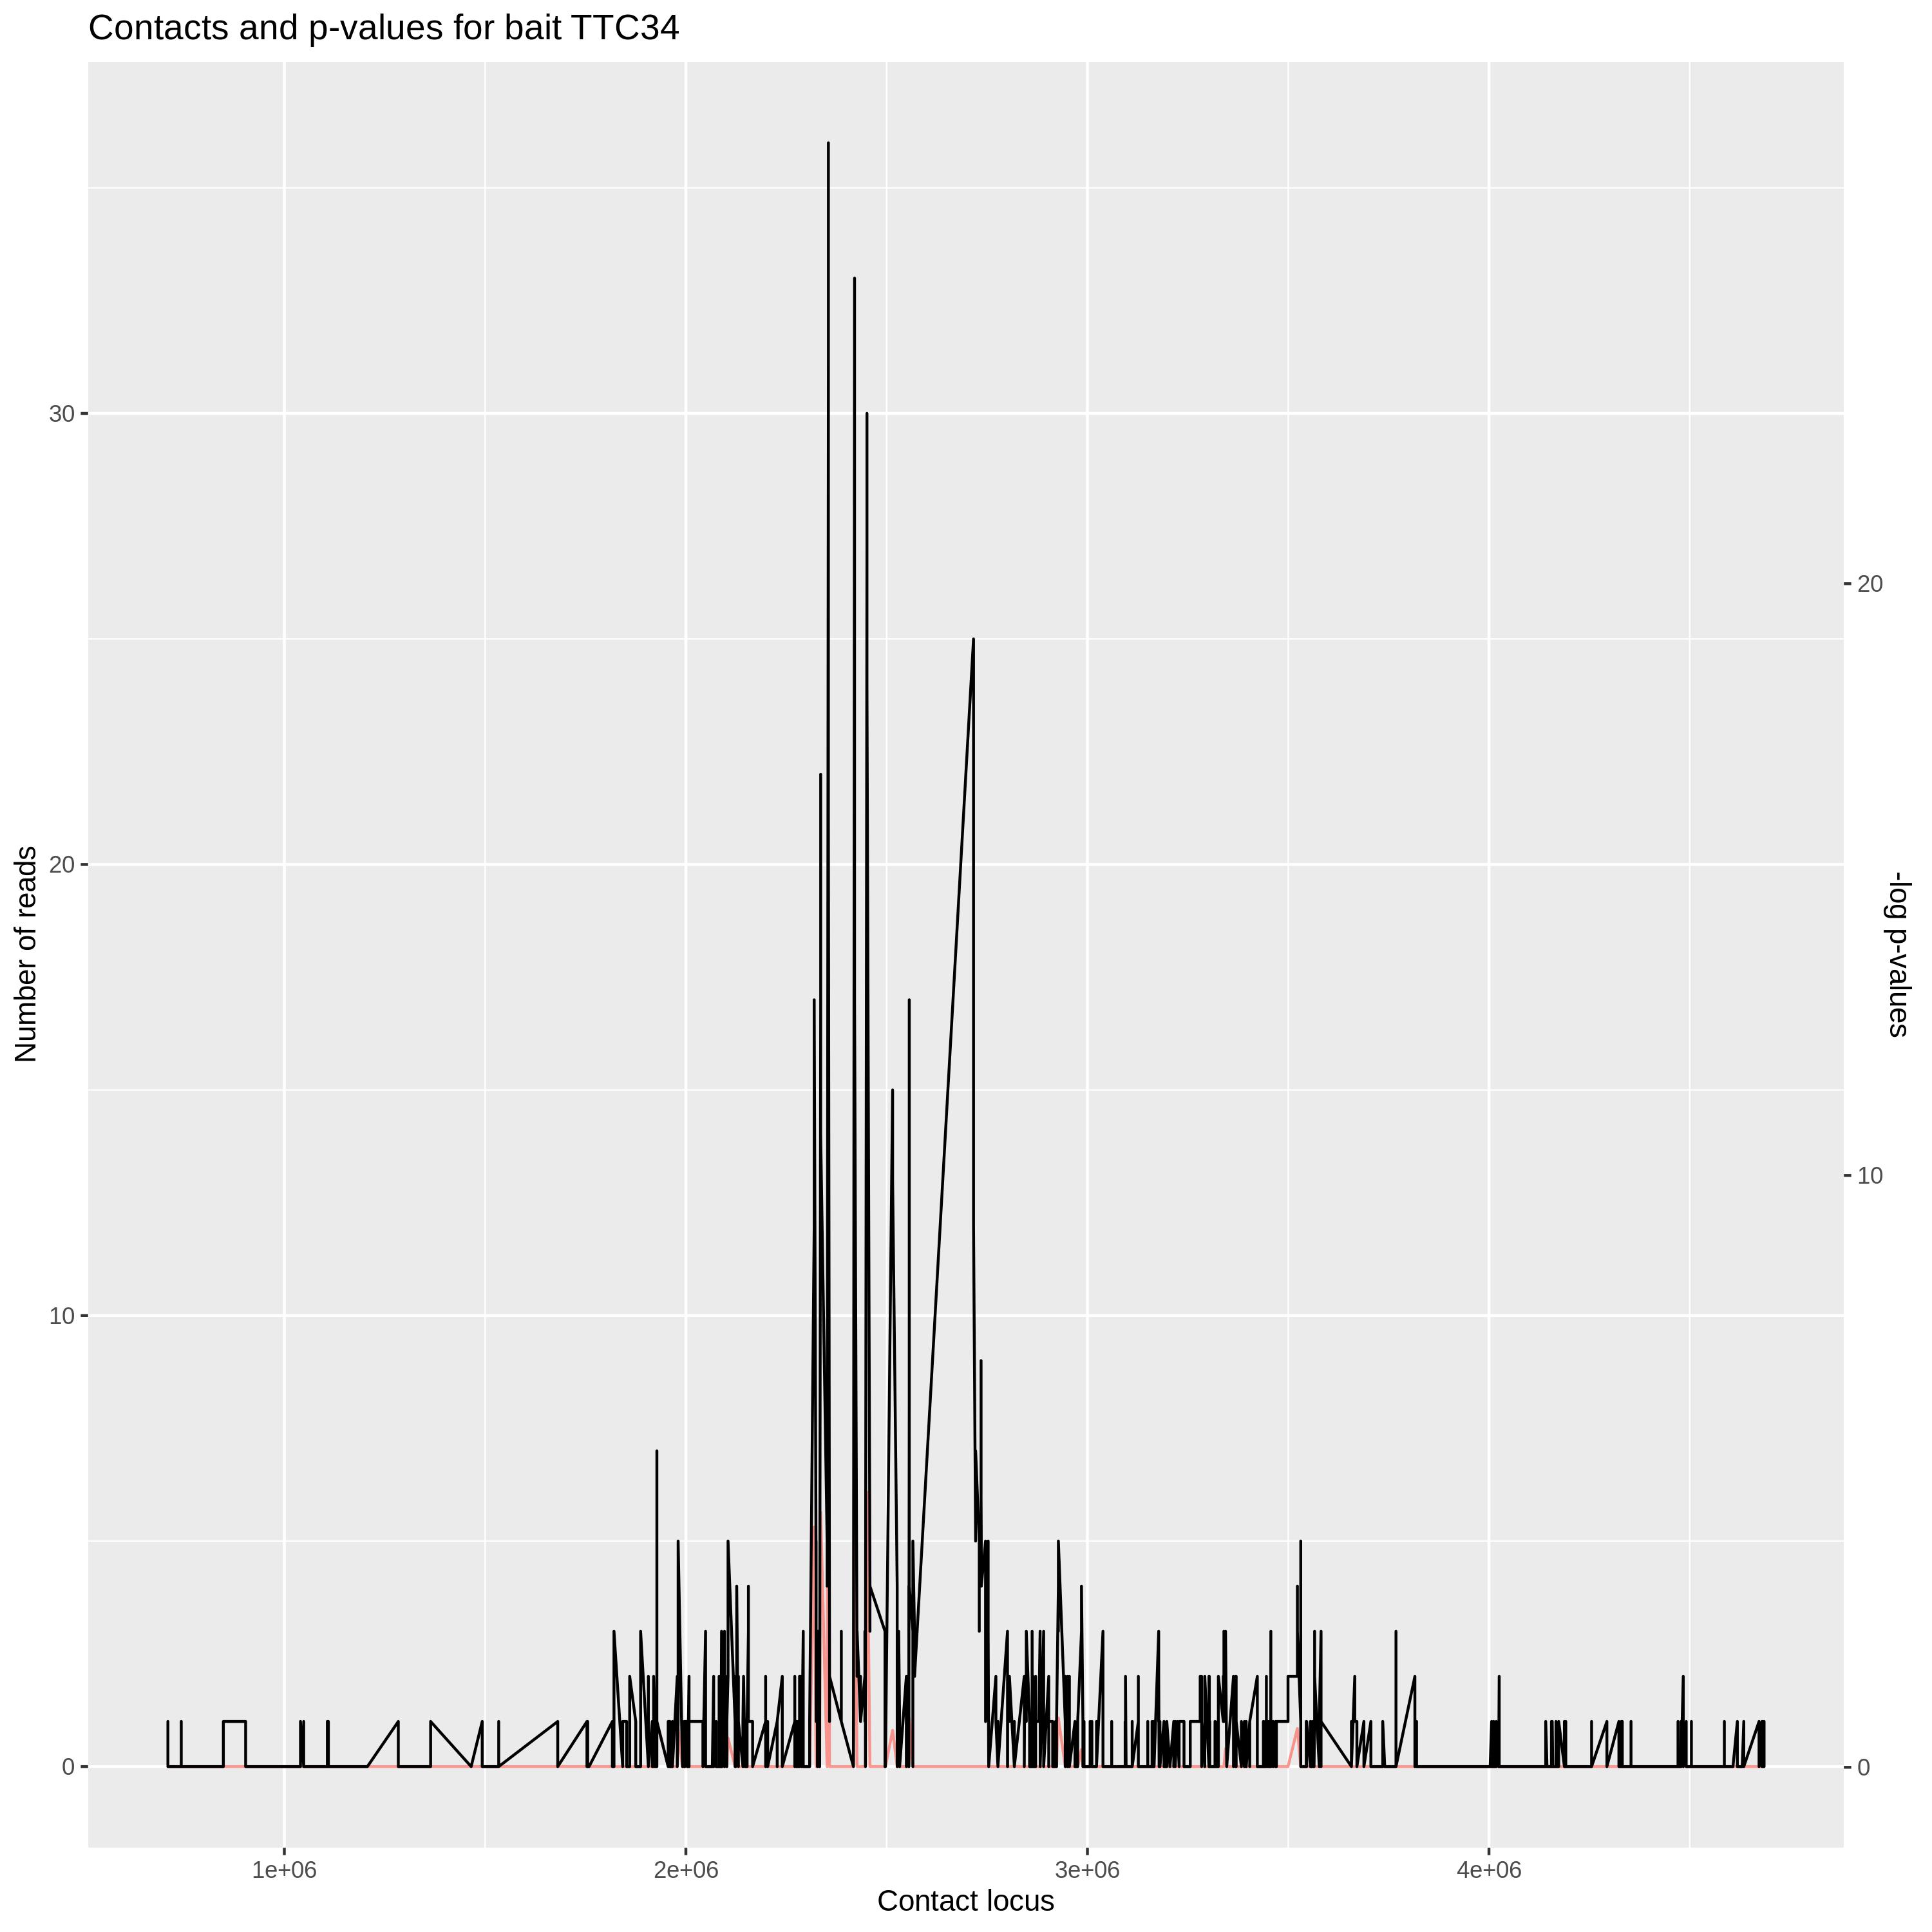 Contacts and p-values for bait TTC34
Number of reads
30
20
10
0
20
10
0
-log p-values
1e+06 2e+06 3e+06 4e+06
Contact locus